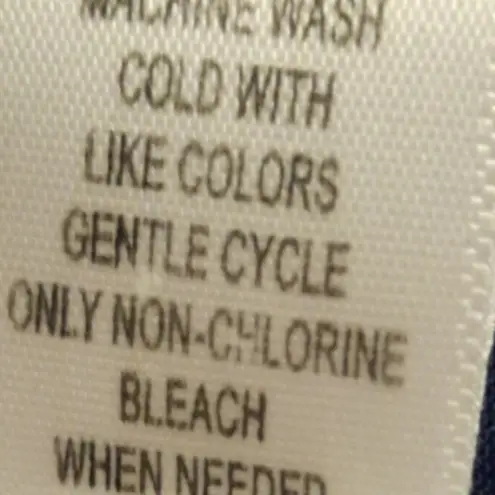 MACHINE WASH
COLD WITH
LIKE COLORS
GENTLE CYCLE
ONLY NON-CHLORINE
BLEACH
WHEN NEEDED